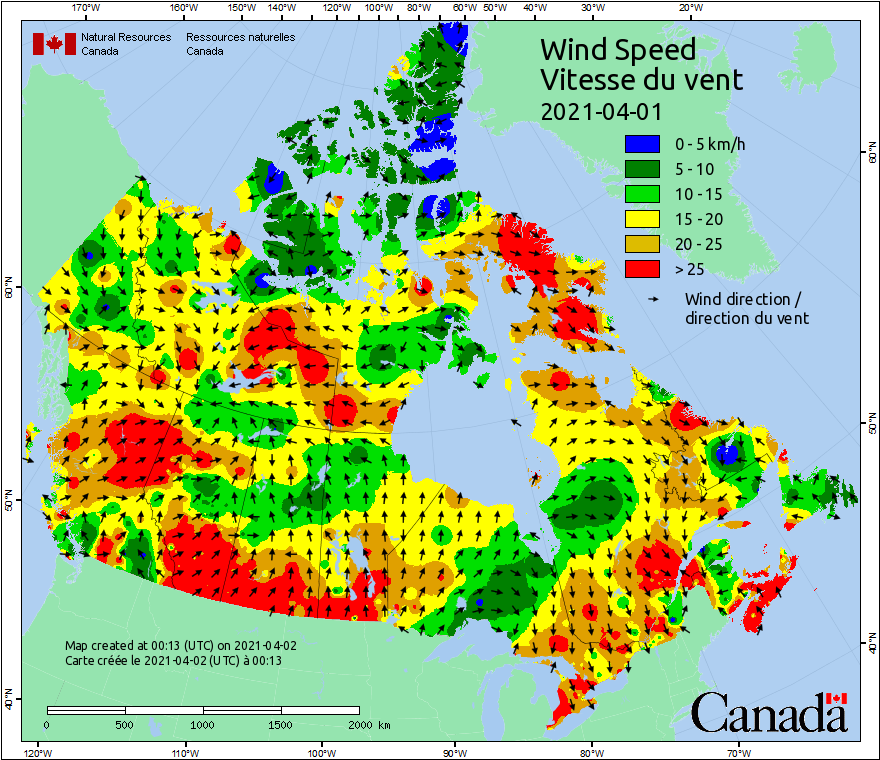 170°W 160°W 150°W 140°W 120°W 100°W 80°W 60°W 50°W 40°W 30°W 20°W
Natural Resources Ressources naturelles
Canada Canada
Wind Speed
Vitesse du vent
2021-04-01
0 - 5 km/h
5 - 10
10 - 15
15 - 20
20 - 25
> 25
Wind direction /
direction du vent
60°N 60°N
50°N 50°N
40°N 40°N
Map created at 00:13 (UTC) on 2021-04-02
Carte créée le 2021-04-02 (UTC) à 00:13
0 500 1000 1500 2000 km
Canada
120°W 110°W 100°W 90°W 80°W 70°W